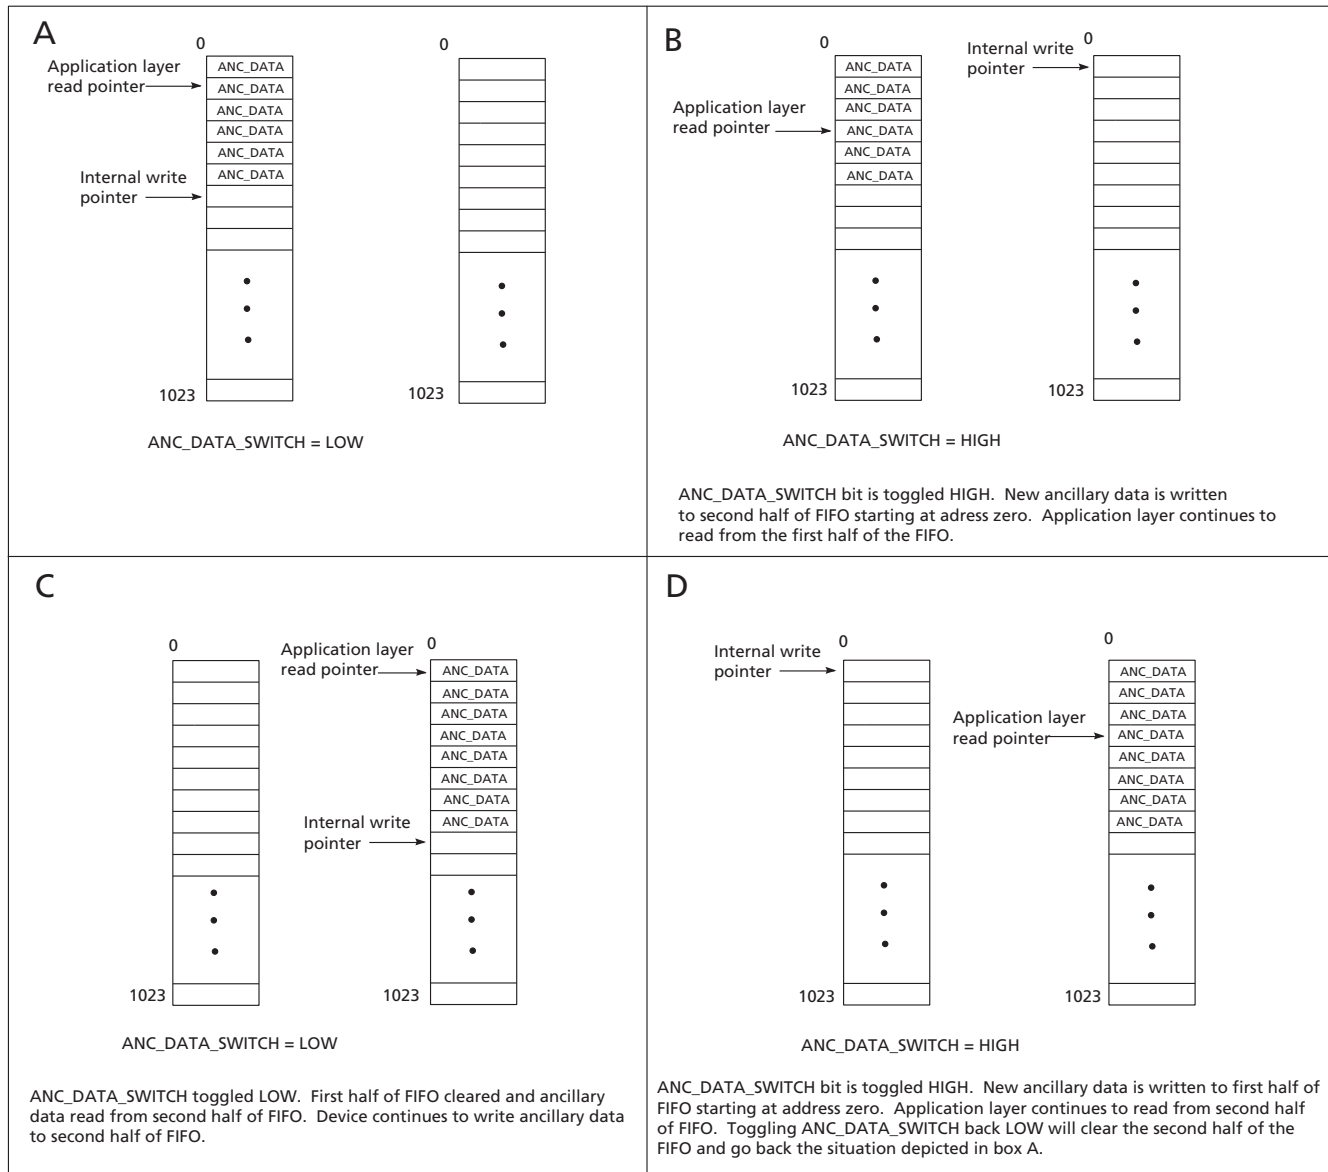 A
0
0
Application layer
read pointer
ANC_DATA
ANC_DATA
ANC_DATA
ANC_DATA
ANC_DATA
ANC_DATA
Internal write
pointer
1023
1023
ANC_DATA_SWITCH = LOW
B
0
0
Internal write
pointer
ANC_DATA
ANC_DATA
ANC_DATA
ANC_DATA
ANC_DATA
ANC_DATA
Application layer
read pointer
1023
1023
ANC_DATA_SWITCH = HIGH
ANC_DATA_SWITCH bit is toggled HIGH. New ancillary data is written
to second half of FIFO starting at adress zero. Application layer continues to
read from the first half of the FIFO.
C
0
0
Application layer
read pointer
ANC_DATA
ANC_DATA
ANC_DATA
ANC_DATA
ANC_DATA
ANC_DATA
ANC_DATA
ANC_DATA
Internal write
pointer
1023
1023
ANC_DATA_SWITCH = LOW
ANC_DATA_SWITCH toggled LOW. First half of FIFO cleared and ancillary
data read from second half of FIFO. Device continues to write ancillary data
to second half of FIFO.
D
0
0
Internal write
pointer
ANC_DATA
ANC_DATA
ANC_DATA
ANC_DATA
ANC_DATA
ANC_DATA
ANC_DATA
ANC_DATA
Application layer
read pointer
1023
1023
ANC_DATA_SWITCH = HIGH
ANC_DATA_SWITCH bit is toggled HIGH. New ancillary data is written to first half of
FIFO starting at address zero. Application layer continues to read from second half
of FIFO. Toggling ANC_DATA_SWITCH back LOW will clear the second half of the
FIFO and go back the situation depicted in box A.